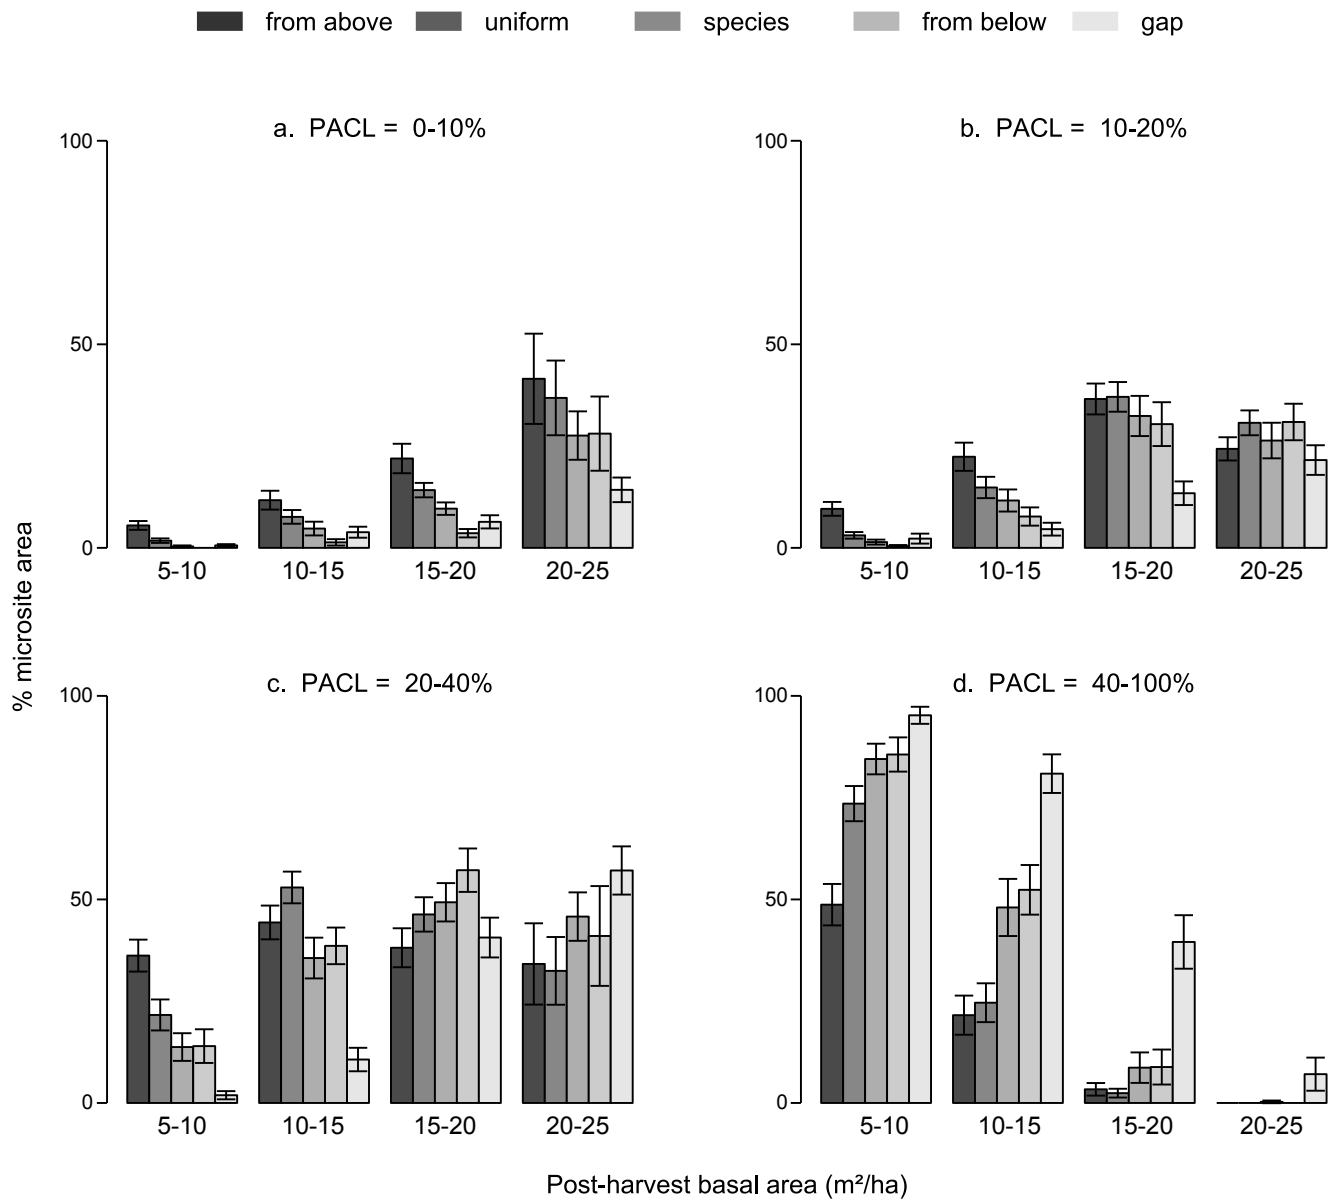 from above uniform species from below gap
a. PACL = 0-10%
b. PACL = 10-20%
100
50
0
5-10 10-15 15-20 20-25
100
50
0
5-10 10-15 15-20 20-25
% microsite area
c. PACL = 20-40%
d. PACL = 40-100%
100
50
0
5-10 10-15 15-20 20-25
100
50
0
5-10 10-15 15-20 20-25
Post-harvest basal area (m²/ha)